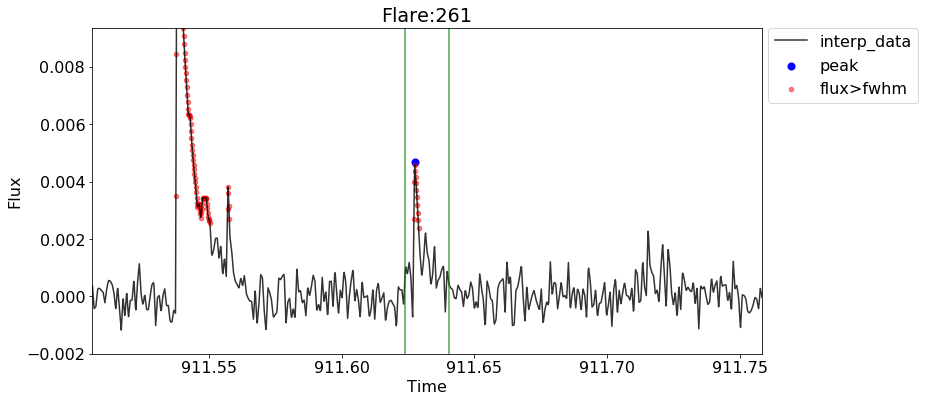 Flare:261
interp_data
peak
flux>fwhm
Flux
0.008
0.006
0.004
0.002
0.000
−0.002
911.55 911.60 911.65 911.70 911.75
Time